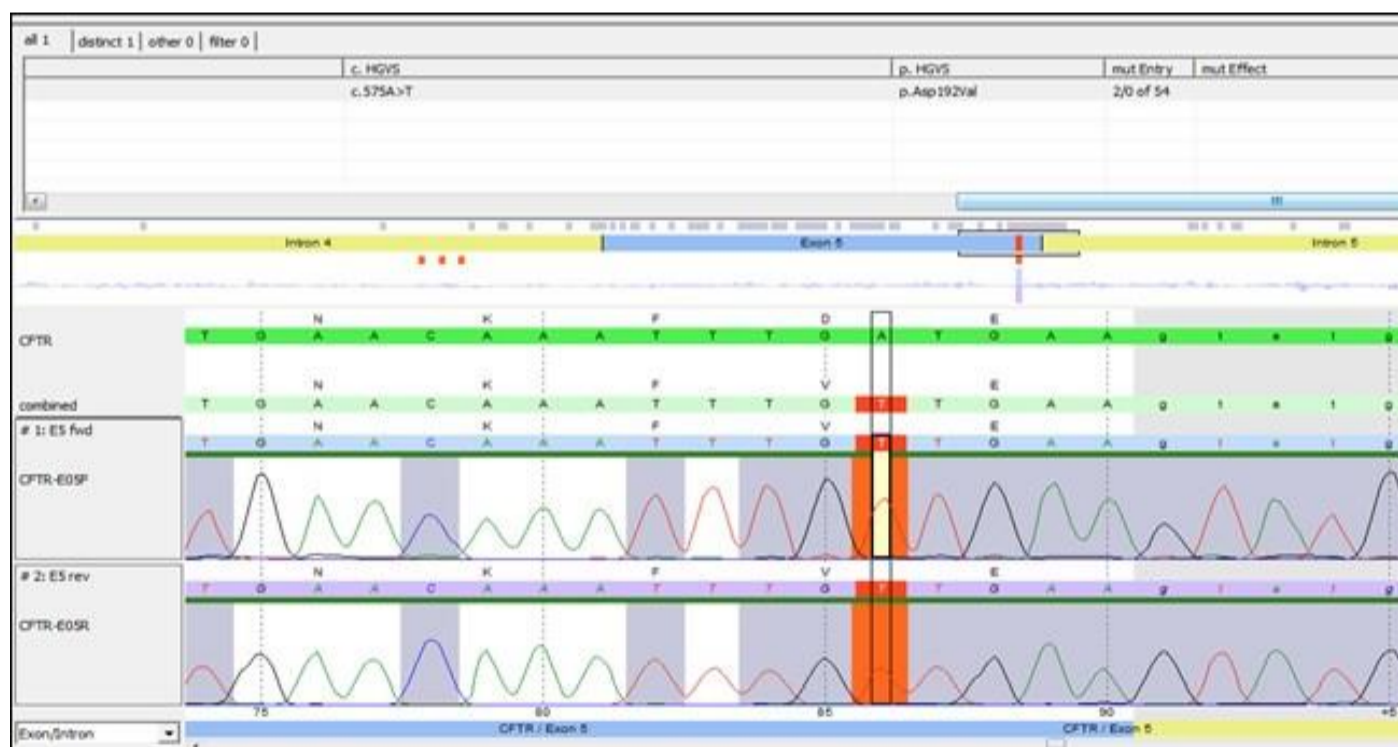 all 1 distinct 1 other 0 filter 0
c. HGVS p. HGVS mut Entry mut Effect
c.575A>T p.Asp192Val 2/0 of 54
Intron 4 Exon 5 Intron 5
N K F D E
CFTR T G A A C A A A T T T G A T G A A g t a t g
N K F V E
combined T G A A C A A A T T T G T T G A A g t a t g
# 1: E5 fwd N K F V E
T G A A C A A A T T T G T T G A A g t a t g
CFTR-E05F
# 2: E5 rev N K F V E
T G A A C A A A T T T G T T G A A g t a t g
CFTR-E05R
75 80 85 90 +5
Exon/Intron CFTR / Exon 5 CFTR / Exon 5